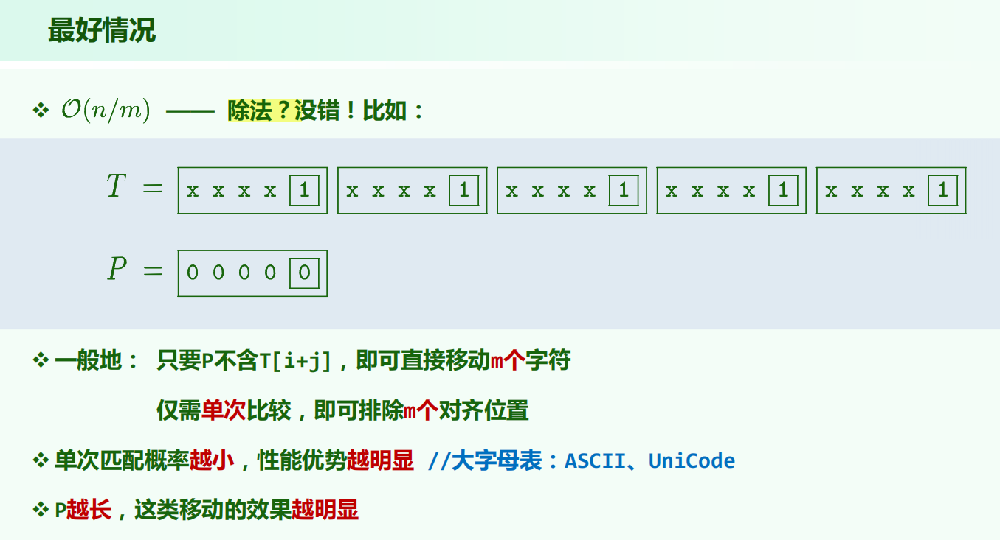 最好情况
❖ O(n/m) —— 除法？没错！比如：
T = x x x x 1 x x x x 1 x x x x 1 x x x x 1 x x x x 1
P = 0 0 0 0 0
❖ 一般地： 只要P不含T[i+j]，即可直接移动m个字符
仅需单次比较，即可排除m个对齐位置
❖ 单次匹配概率越小，性能优势越明显 //大字母表：ASCII、UniCode
❖ P越长，这类移动的效果越明显